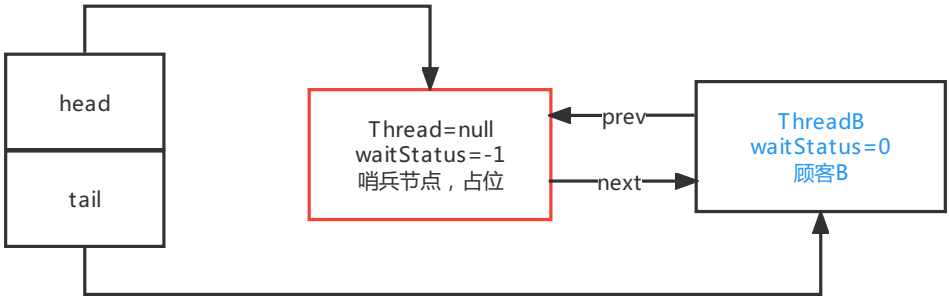 head
tail
Thread=null
waitStatus=-1
哨兵节点，占位
prev
next
ThreadB
waitStatus=0
顾客B